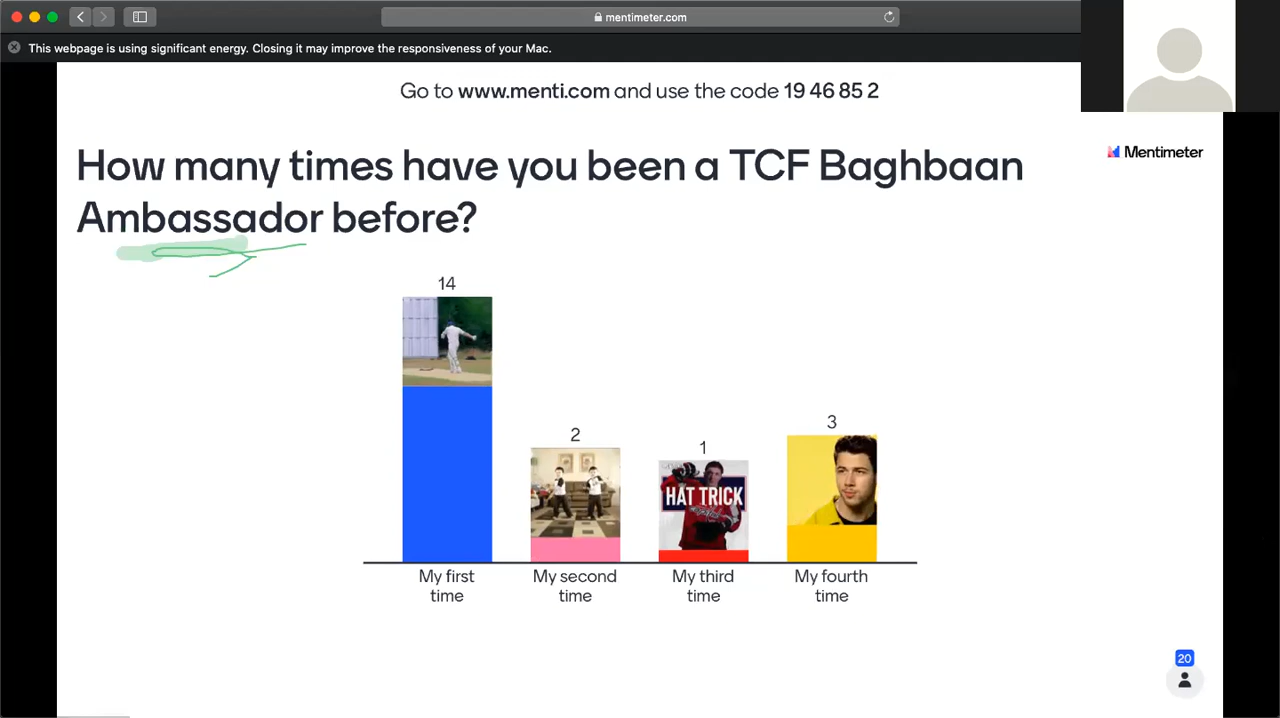 mentimeter.com
This webpage is using significant energy. Closing it may improve the responsiveness of your Mac.
Go to www.menti.com and use the code 19 46 85 2
Mentimeter
How many times have you been a TCF Baghbaan
Ambassador before?
14
2
1
3
HAT TRICK
My first
time
My second
time
My third
time
My fourth
time
20